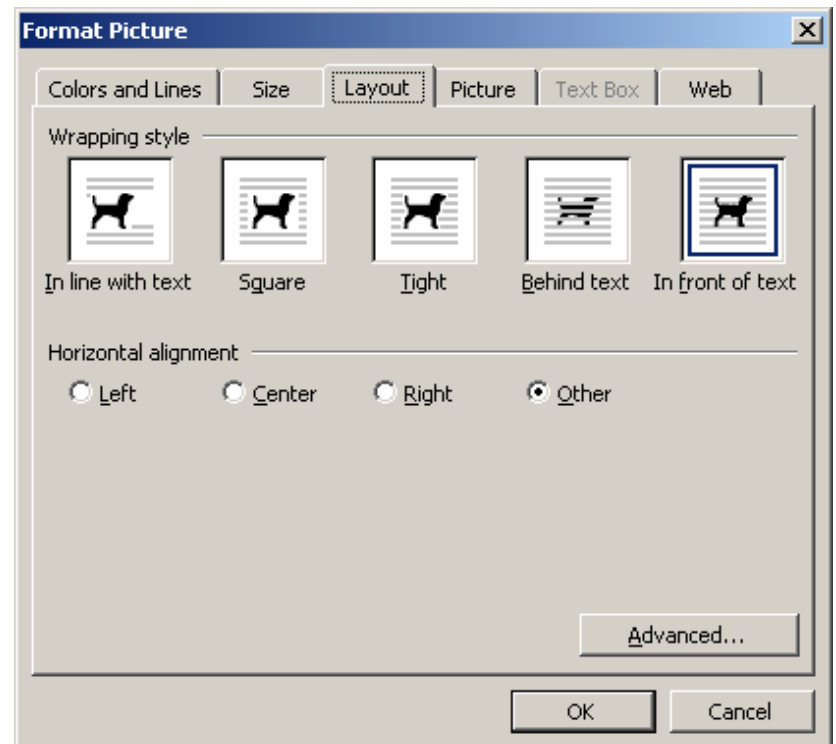 Format Picture
Colors and Lines Size Layout Picture Text Box Web
Wrapping style
In line with text Square Tight Behind text In front of text
Horizontal alignment
Left Center Right Other
Advanced...
OK Cancel